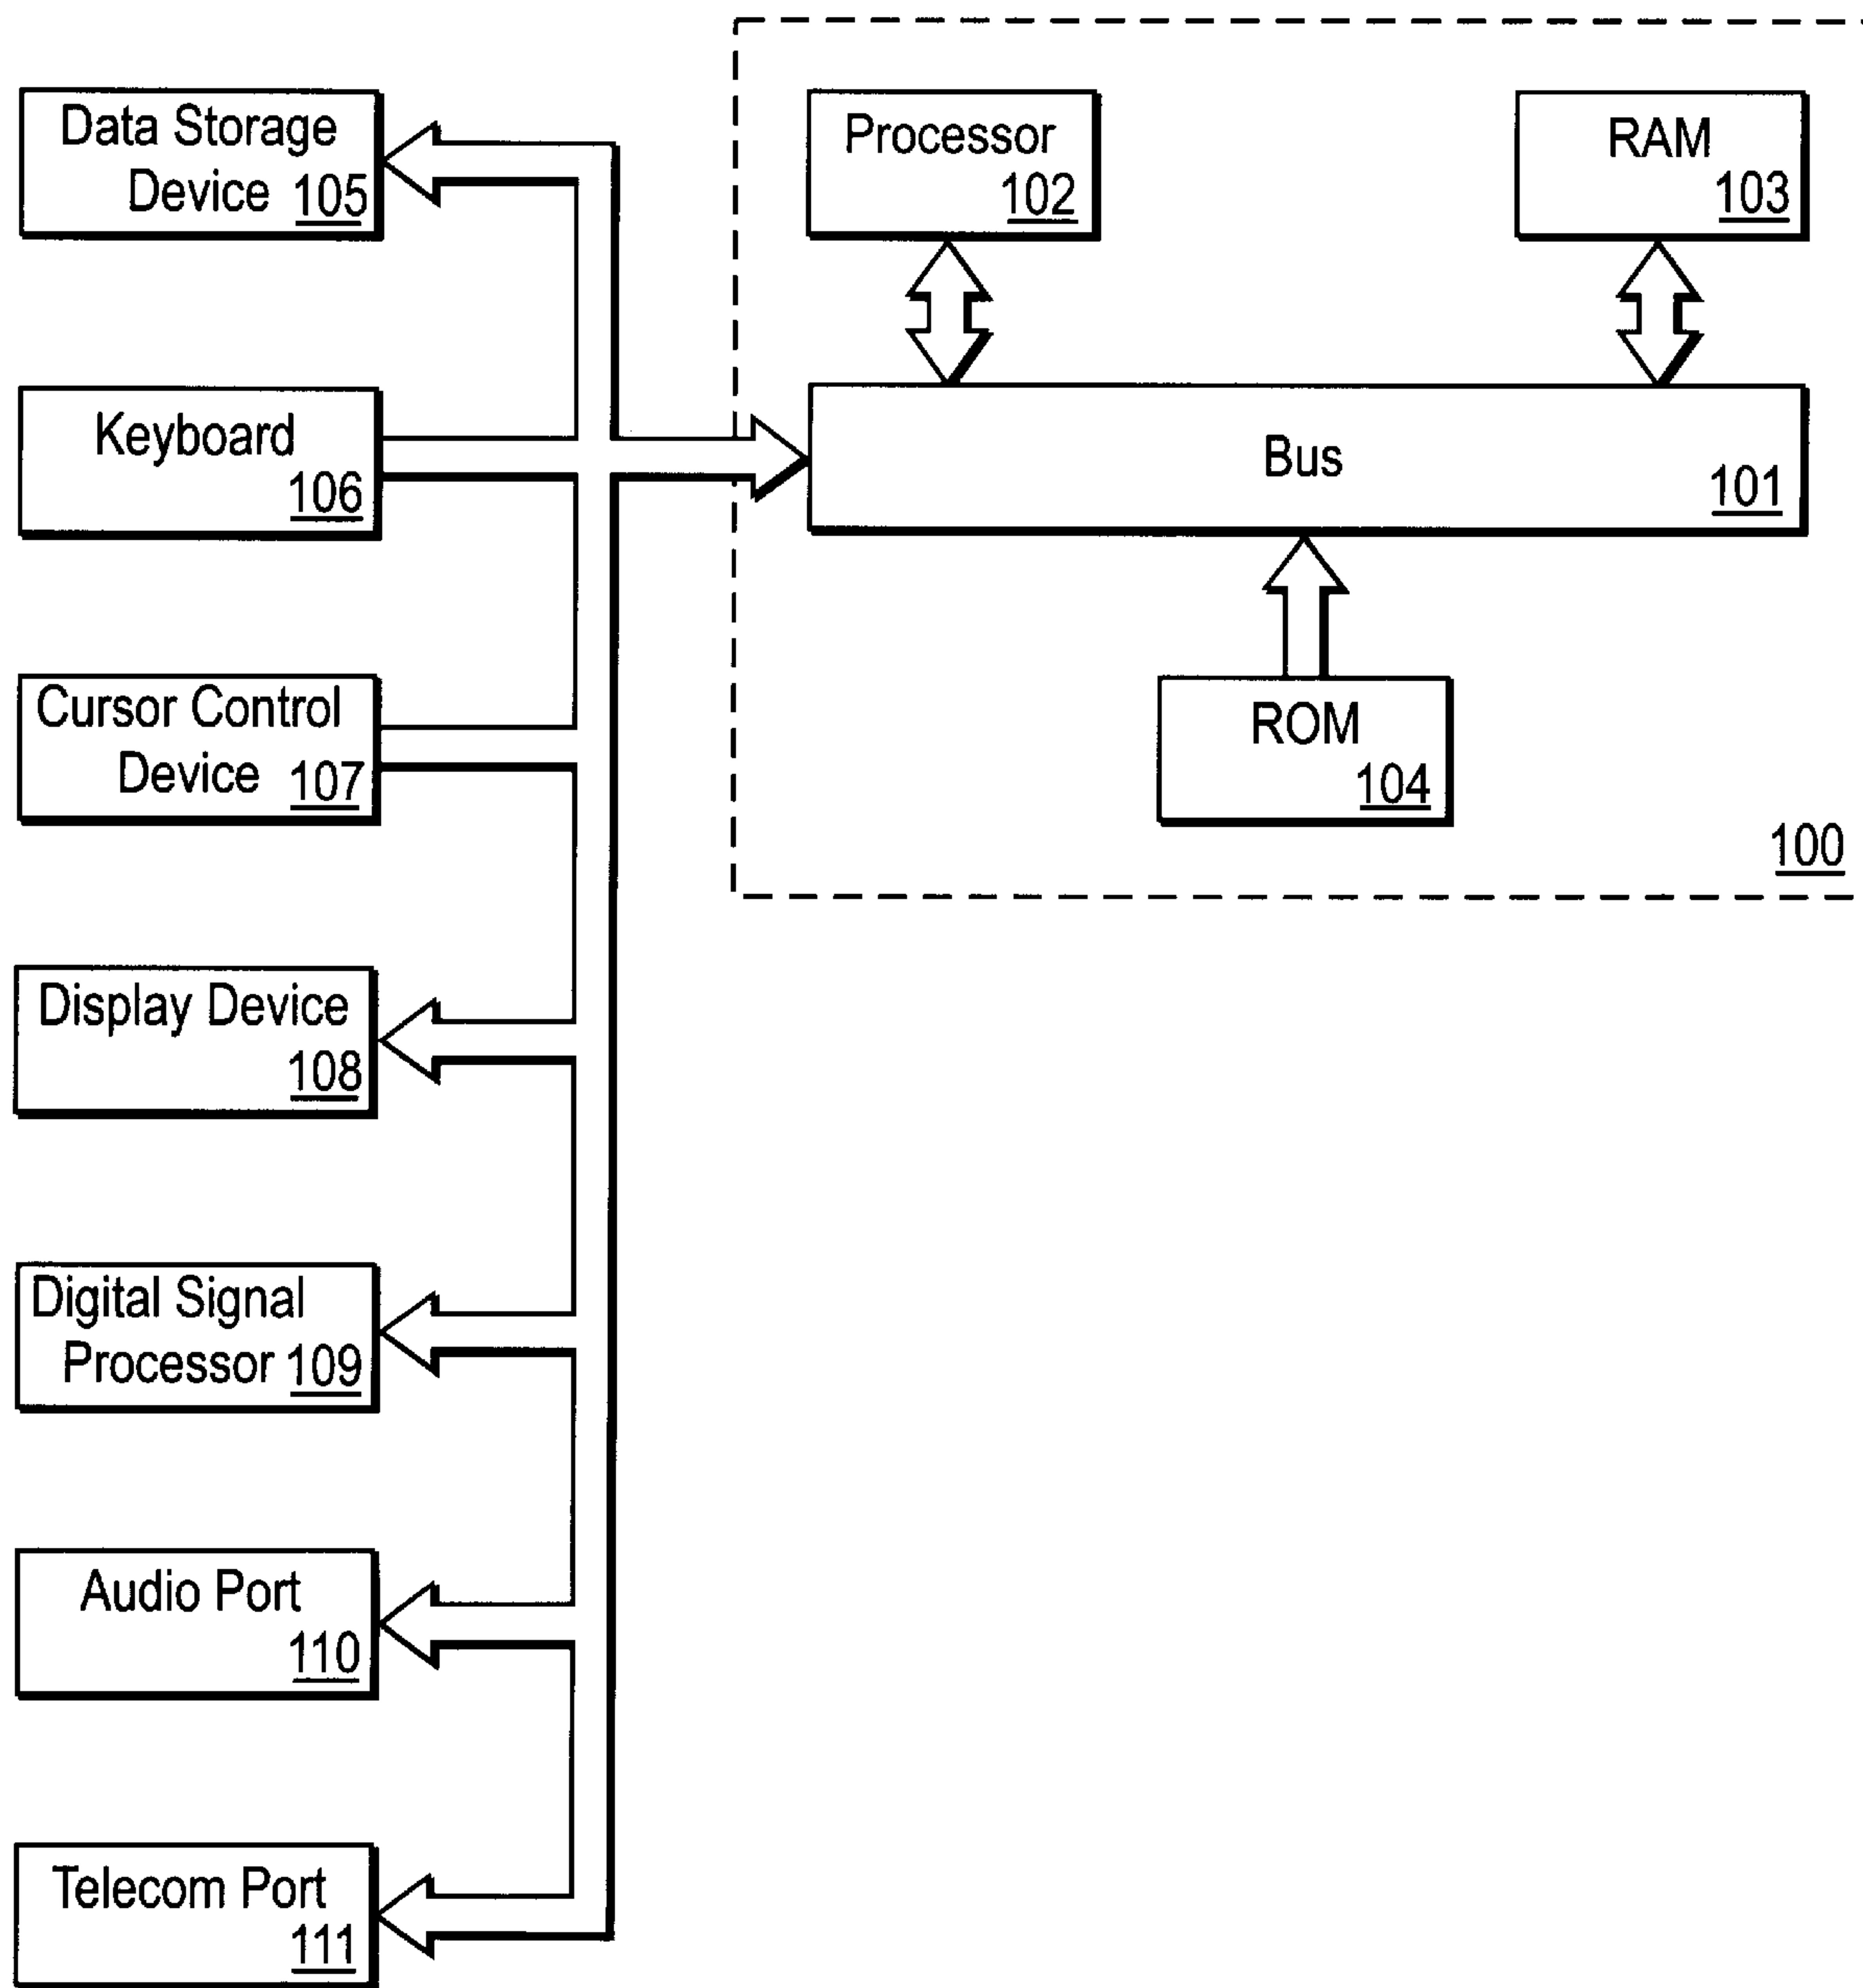 Data Storage
Device 105
Processor
102
RAM
103
Keyboard
106
Bus
101
Cursor Control
Device 107
ROM
104
100
Display Device
108
Digital Signal
Processor 109
Audio Port
110
Telecom Port
111